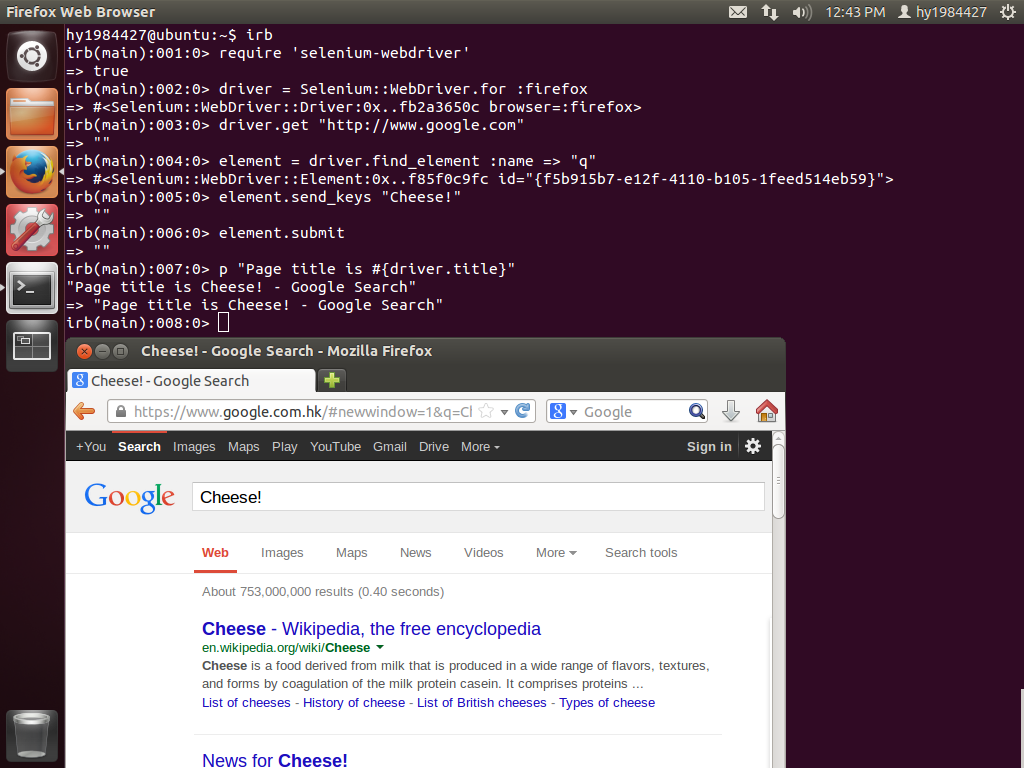 Firefox Web Browser
12:43 PM hy1984427
hy1984427@ubuntu:~$ irb
irb(main):001:0> require 'selenium-webdriver'
=> true
irb(main):002:0> driver = Selenium::WebDriver.for :firefox
=> #<Selenium::WebDriver::Driver:0x..fb2a3650c browser=:firefox>
irb(main):003:0> driver.get "http://www.google.com"
=> ""
irb(main):004:0> element = driver.find_element :name => "q"
=> #<Selenium::WebDriver::Element:0x..f85f0c9fc id="{f5b915b7-e12f-4110-b105-1feed514eb59}">
irb(main):005:0> element.send_keys "Cheese!"
=> ""
irb(main):006:0> element.submit
=> ""
irb(main):007:0> p "Page title is #{driver.title}"
"Page title is Cheese! - Google Search"
=> "Page title is Cheese! - Google Search"
irb(main):008:0>
Cheese! - Google Search - Mozilla Firefox
Cheese! - Google Search
https://www.google.com.hk/#newwindow=1&q=Cl Google
+You Search Images Maps Play YouTube Gmail Drive More Sign in
Google Cheese!
Web Images Maps News Videos More Search tools
About 753,000,000 results (0.40 seconds)
Cheese - Wikipedia, the free encyclopedia
en.wikipedia.org/wiki/Cheese
Cheese is a food derived from milk that is produced in a wide range of flavors, textures,
and forms by coagulation of the milk protein casein. It comprises proteins ...
List of cheeses - History of cheese - List of British cheeses - Types of cheese
News for Cheese!